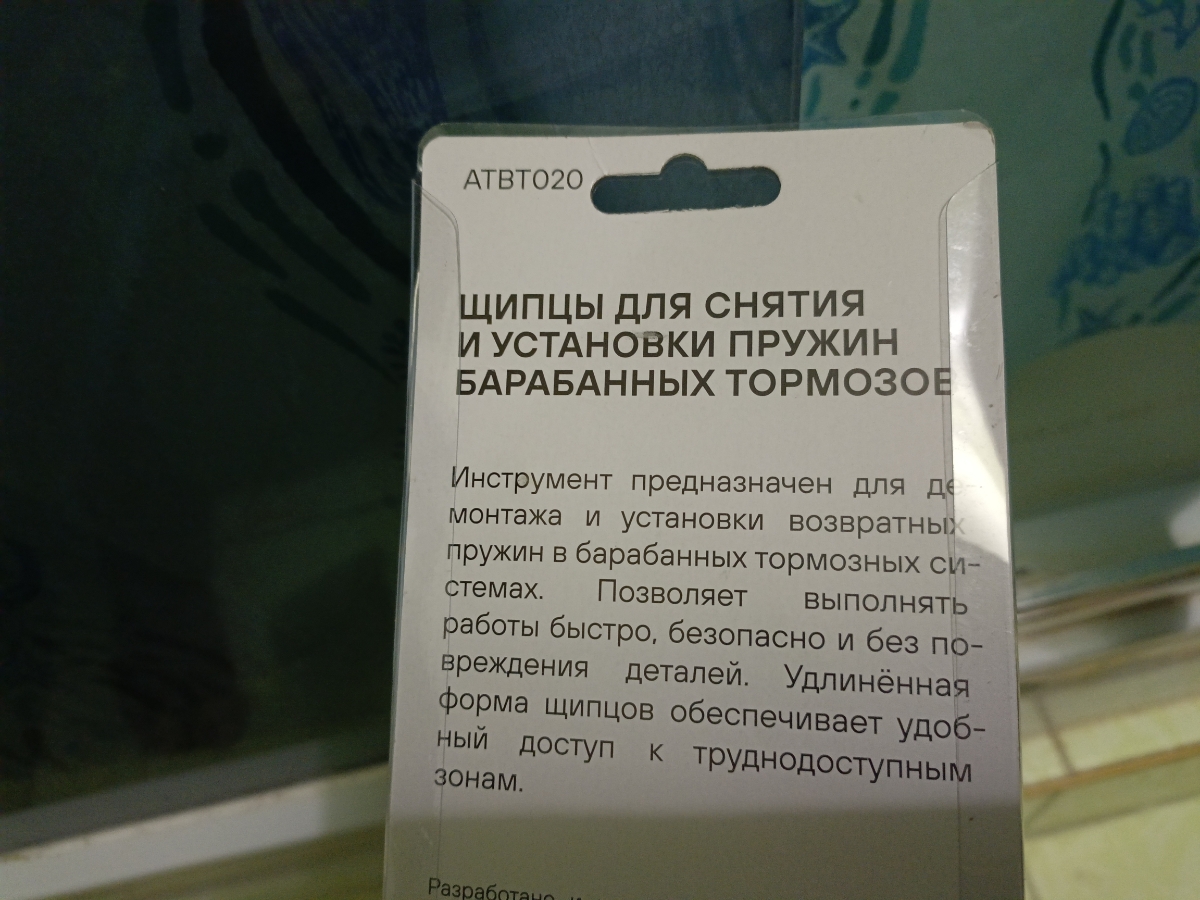 ATBT020
ЩИПЦЫ ДЛЯ СНЯТИЯ
И УСТАНОВКИ ПРУЖИН
БАРАБАННЫХ ТОРМОЗОВ
Инструмент предназначен для де-
монтажа и установки возвратных
пружин в барабанных тормозных си-
стемах. Позволяет выполнять
работы быстро, безопасно и без по-
вреждения деталей. Удлинённая
форма щипцов обеспечивает удоб-
ный доступ к труднодоступным
зонам.
Разработано